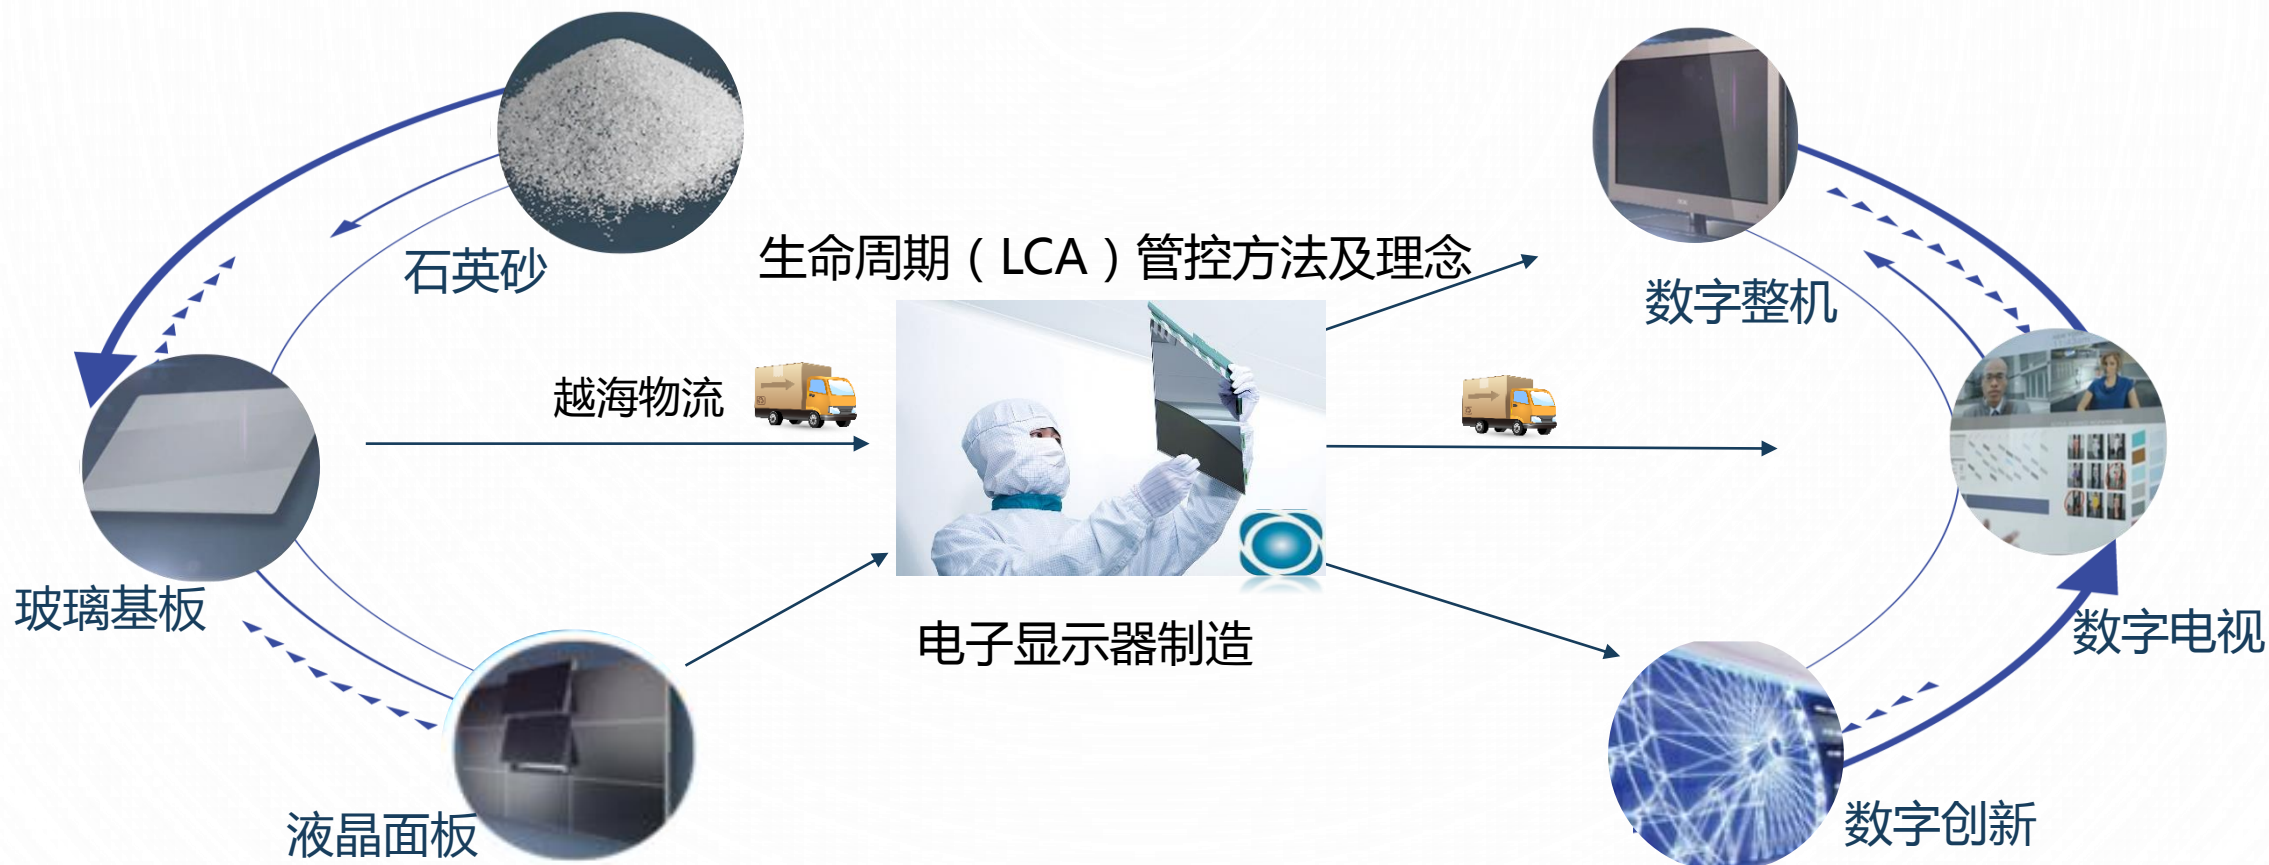 石英砂
生命周期（LCA）管控方法及理念
数字整机
越海物流
玻璃基板
电子显示器制造
数字电视
液晶面板
数字创新